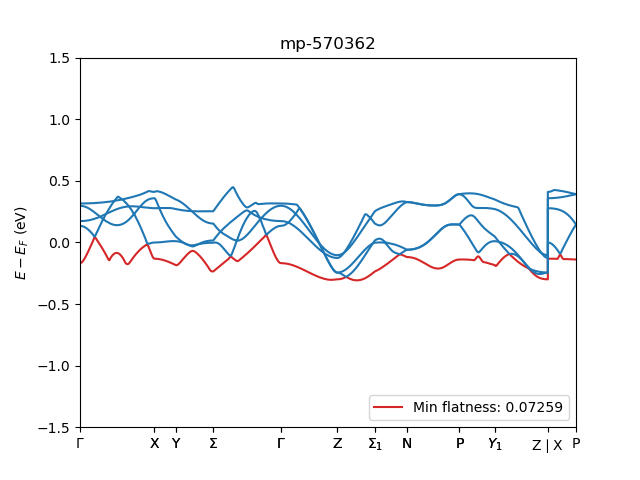 mp-570362
E − E_F (eV)
1.5
1.0
0.5
0.0
−0.5
−1.0
−1.5
Min flatness: 0.07259
Γ X Y Σ Γ Z Σ₁ N P Y₁ Z | X P